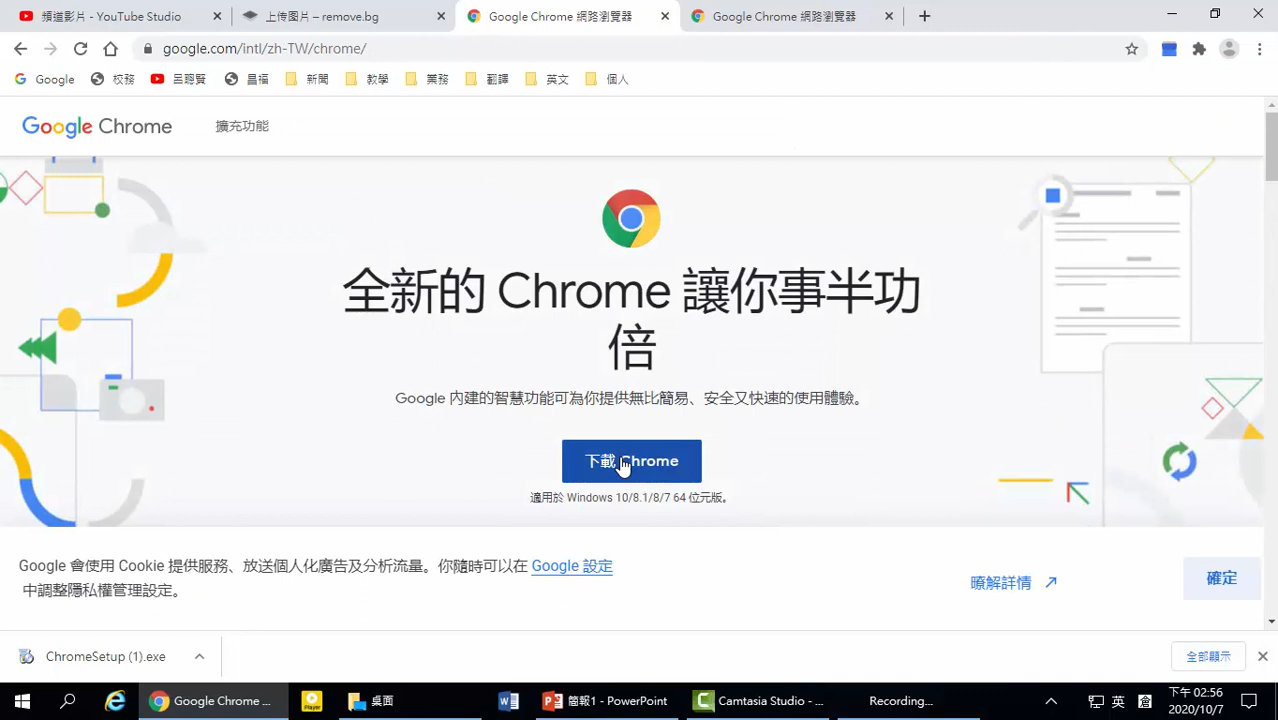 頻道影片 - YouTube Studio
上传图片 – remove.bg
Google Chrome 網路瀏覽器
Google Chrome 網路瀏覽器
google.com/intl/zh-TW/chrome/
Google
校務
呂聰賢
昌福
新聞
教學
業務
翻譯
英文
個人
Google Chrome
擴充功能
全新的 Chrome 讓你事半功
倍
Google 內建的智慧功能可為你提供無比簡易、安全又快速的使用體驗。
下載 Chrome
適用於 Windows 10/8.1/8/7 64 位元版。
Google 會使用 Cookie 提供服務、放送個人化廣告及分析流量。你隨時可以在 Google 設定
中調整隱私權管理設定。
瞭解詳情
確定
ChromeSetup (1).exe
全部顯示
Google Chrome ...
Player
桌面
簡報1 - PowerPoint
Camtasia Studio - ...
Recording...
英
下午 02:56
2020/10/7